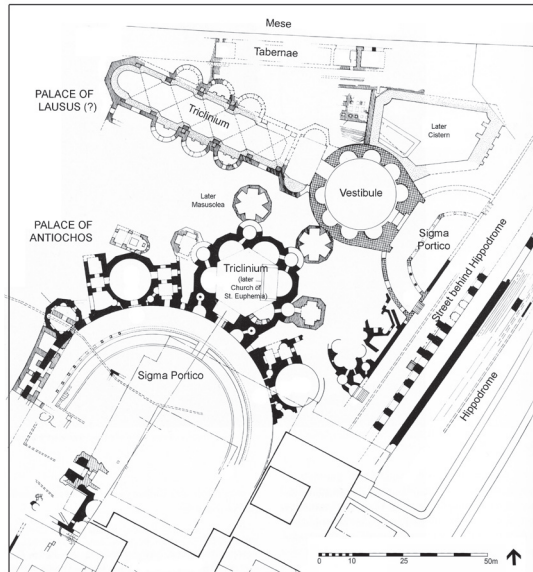 Mese
Tabernae
PALACE OF
LAUSUS (?)
Triclinium
Later
Cistern
Vestibule
Later
Masusolea
PALACE OF
ANTIOCHOS
Sigma
Portico
Street behind Hippodrome
Triclinium
(later ...
Church of
St. Euphemia)
Sigma Portico
Hippodrome
0 10 25 50m